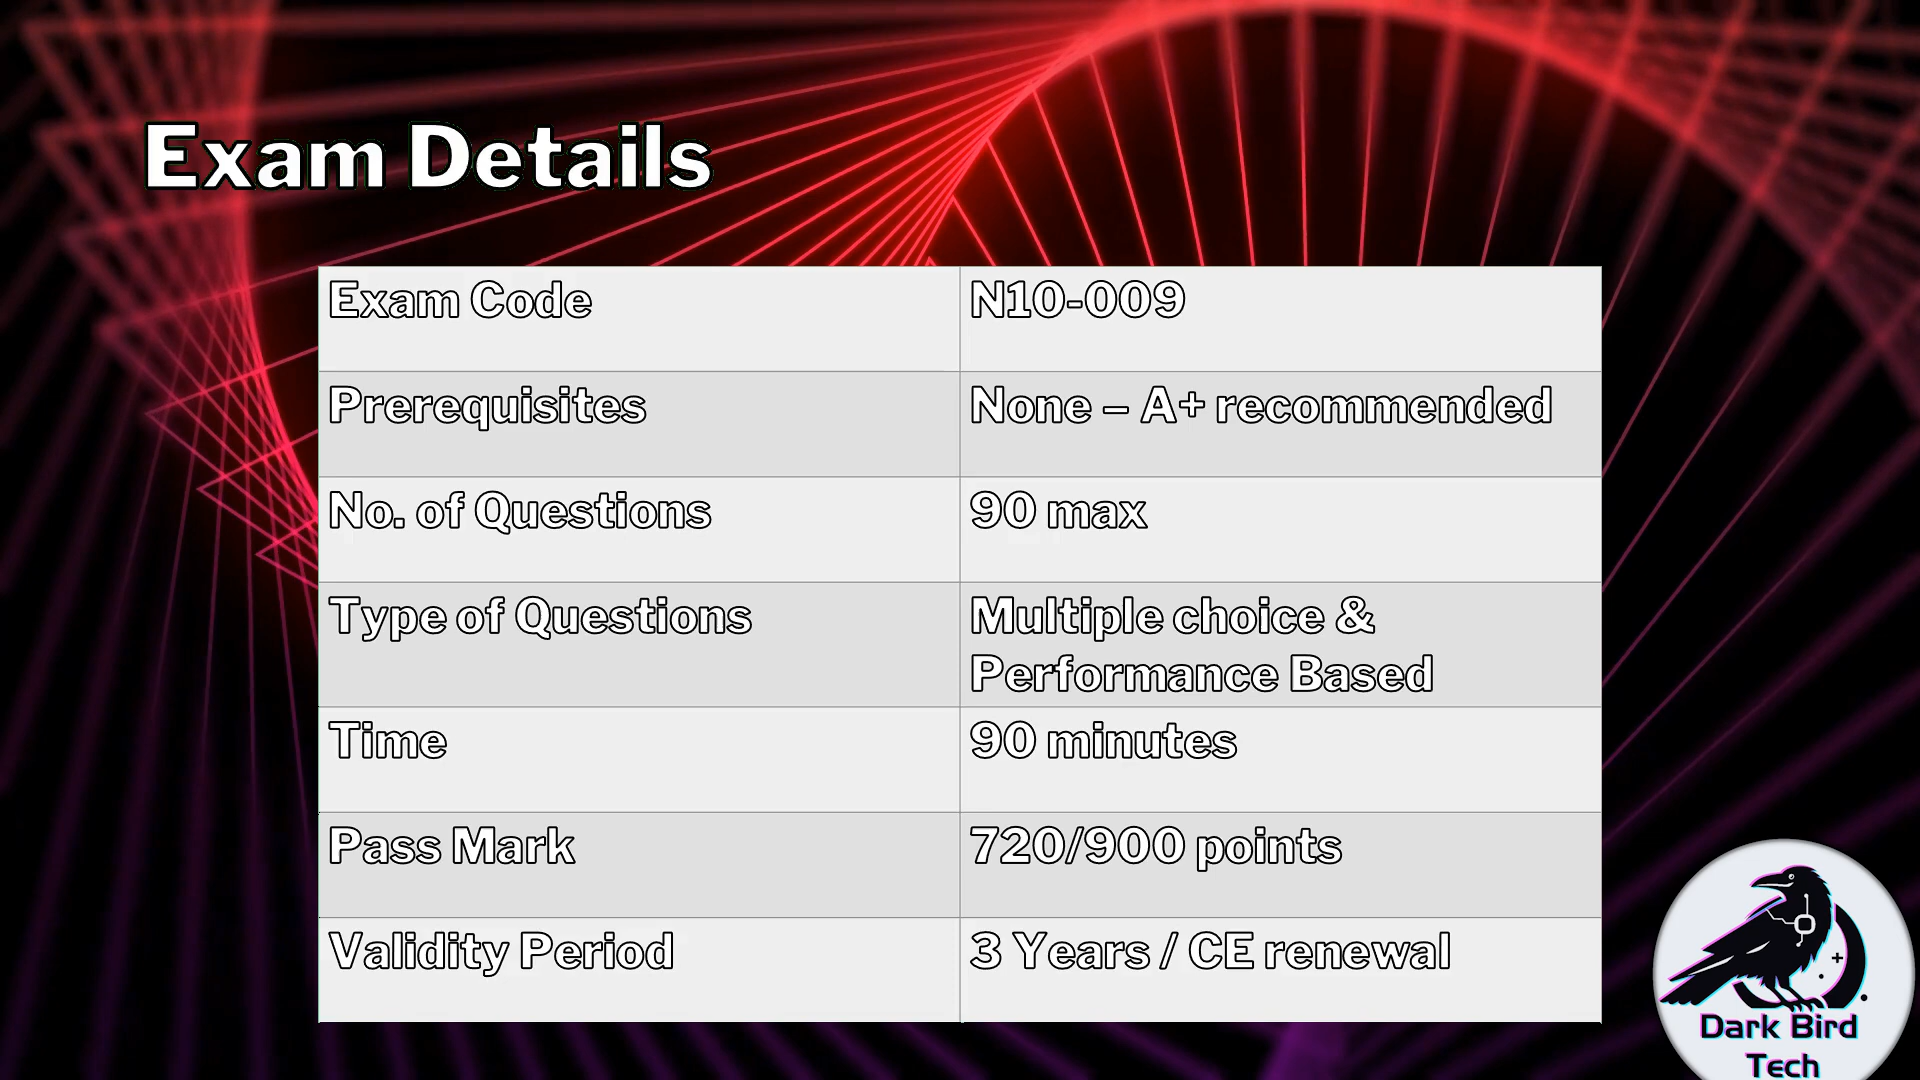 Exam Details
Exam Code
N10-009
Prerequisites
None – A+ recommended
No. of Questions
90 max
Type of Questions
Multiple choice &
Performance Based
Time
90 minutes
Pass Mark
720/900 points
Validity Period
3 Years / CE renewal
Dark Bird
Tech